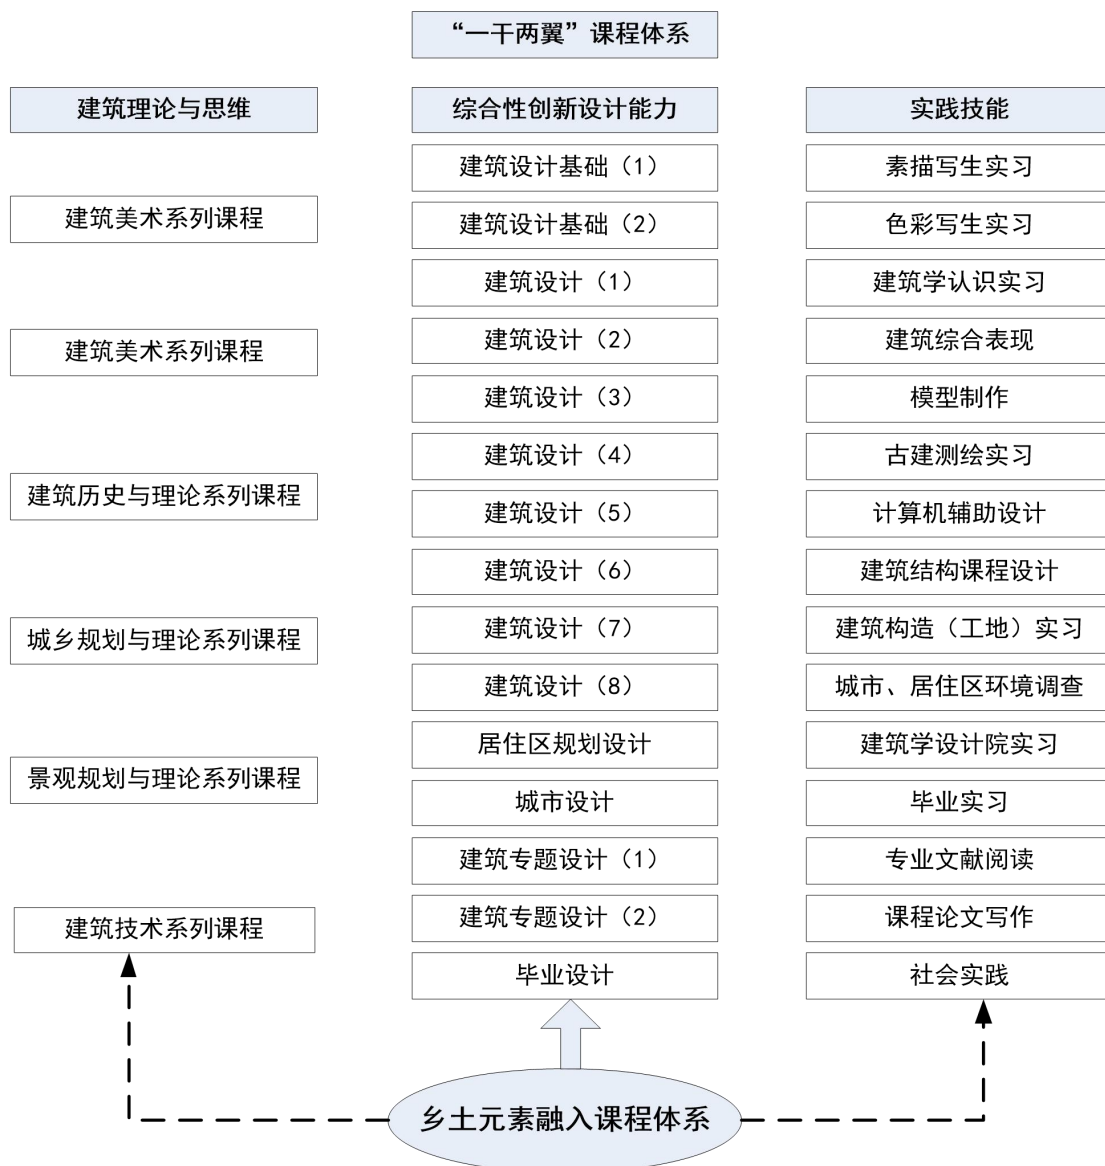 “一干两翼”课程体系
建筑理论与思维
建筑美术系列课程
建筑美术系列课程
建筑历史与理论系列课程
城乡规划与理论系列课程
景观规划与理论系列课程
建筑技术系列课程
综合性创新设计能力
建筑设计基础（1）
建筑设计基础（2）
建筑设计（1）
建筑设计（2）
建筑设计（3）
建筑设计（4）
建筑设计（5）
建筑设计（6）
建筑设计（7）
建筑设计（8）
居住区规划设计
城市设计
建筑专题设计（1）
建筑专题设计（2）
毕业设计
实践技能
素描写生实习
色彩写生实习
建筑学认识实习
建筑综合表现
模型制作
古建测绘实习
计算机辅助设计
建筑结构课程设计
建筑构造（工地）实习
城市、居住区环境调查
建筑学设计院实习
毕业实习
专业文献阅读
课程论文写作
社会实践
乡土元素融入课程体系